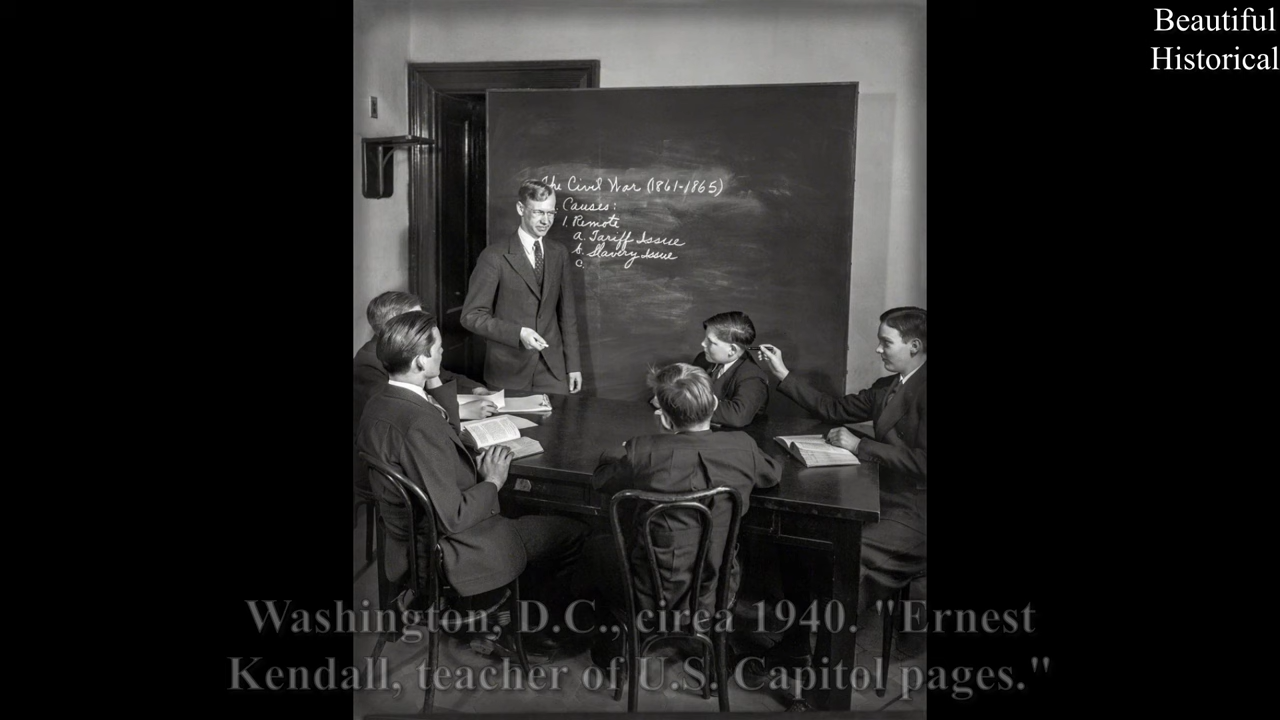 Beautiful
Historical
The Civil War (1861-1865)
Causes:
1. Remote
a. Tariff Issue
b. Slavery Issue
c.
Washington, D.C., circa 1940. "Ernest
Kendall, teacher of U.S. Capitol pages."